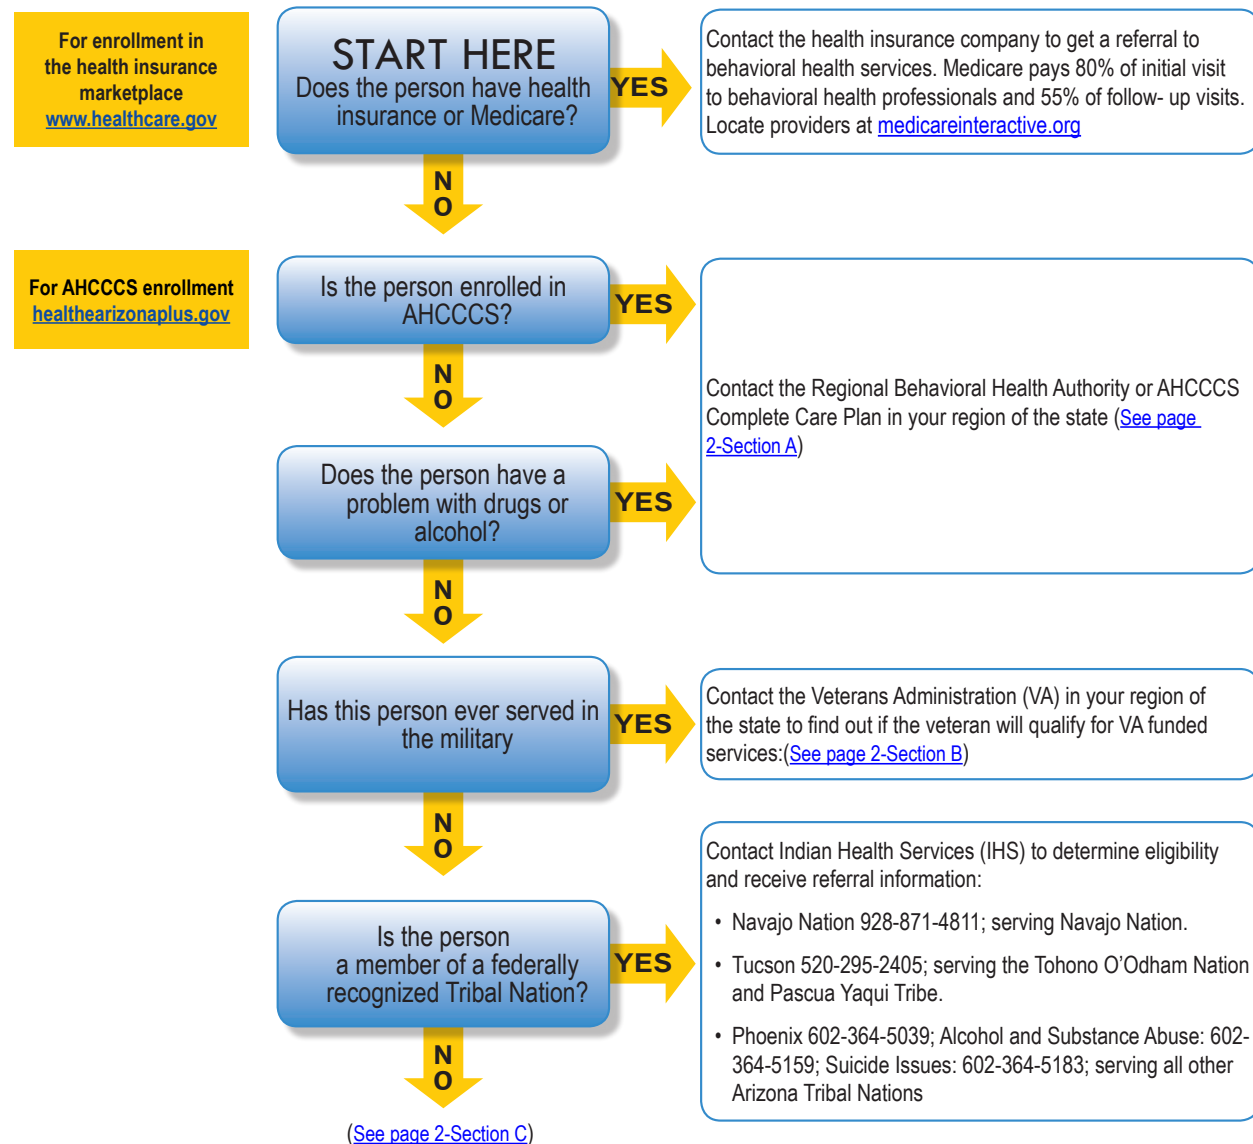 For enrollment in
the health insurance
marketplace
www.healthcare.gov
START HERE
Does the person have health
insurance or Medicare?
YES
Contact the health insurance company to get a referral to
behavioral health services. Medicare pays 80% of initial visit
to behavioral health professionals and 55% of follow- up visits.
Locate providers at medicareinteractive.org
N
O
For AHCCCS enrollment
healthearizonaplus.gov
Is the person enrolled in
AHCCCS?
YES
Contact the Regional Behavioral Health Authority or AHCCCS
Complete Care Plan in your region of the state (See page
2-Section A)
N
O
Does the person have a
problem with drugs or
alcohol?
YES
N
O
Has this person ever served in
the military
YES
Contact the Veterans Administration (VA) in your region of
the state to find out if the veteran will qualify for VA funded
services:(See page 2-Section B)
N
O
Is the person
a member of a federally
recognized Tribal Nation?
YES
Contact Indian Health Services (IHS) to determine eligibility
and receive referral information:
• Navajo Nation 928-871-4811; serving Navajo Nation.
• Tucson 520-295-2405; serving the Tohono O’Odham Nation
and Pascua Yaqui Tribe.
• Phoenix 602-364-5039; Alcohol and Substance Abuse: 602-
364-5159; Suicide Issues: 602-364-5183; serving all other
Arizona Tribal Nations
N
O
(See page 2-Section C)